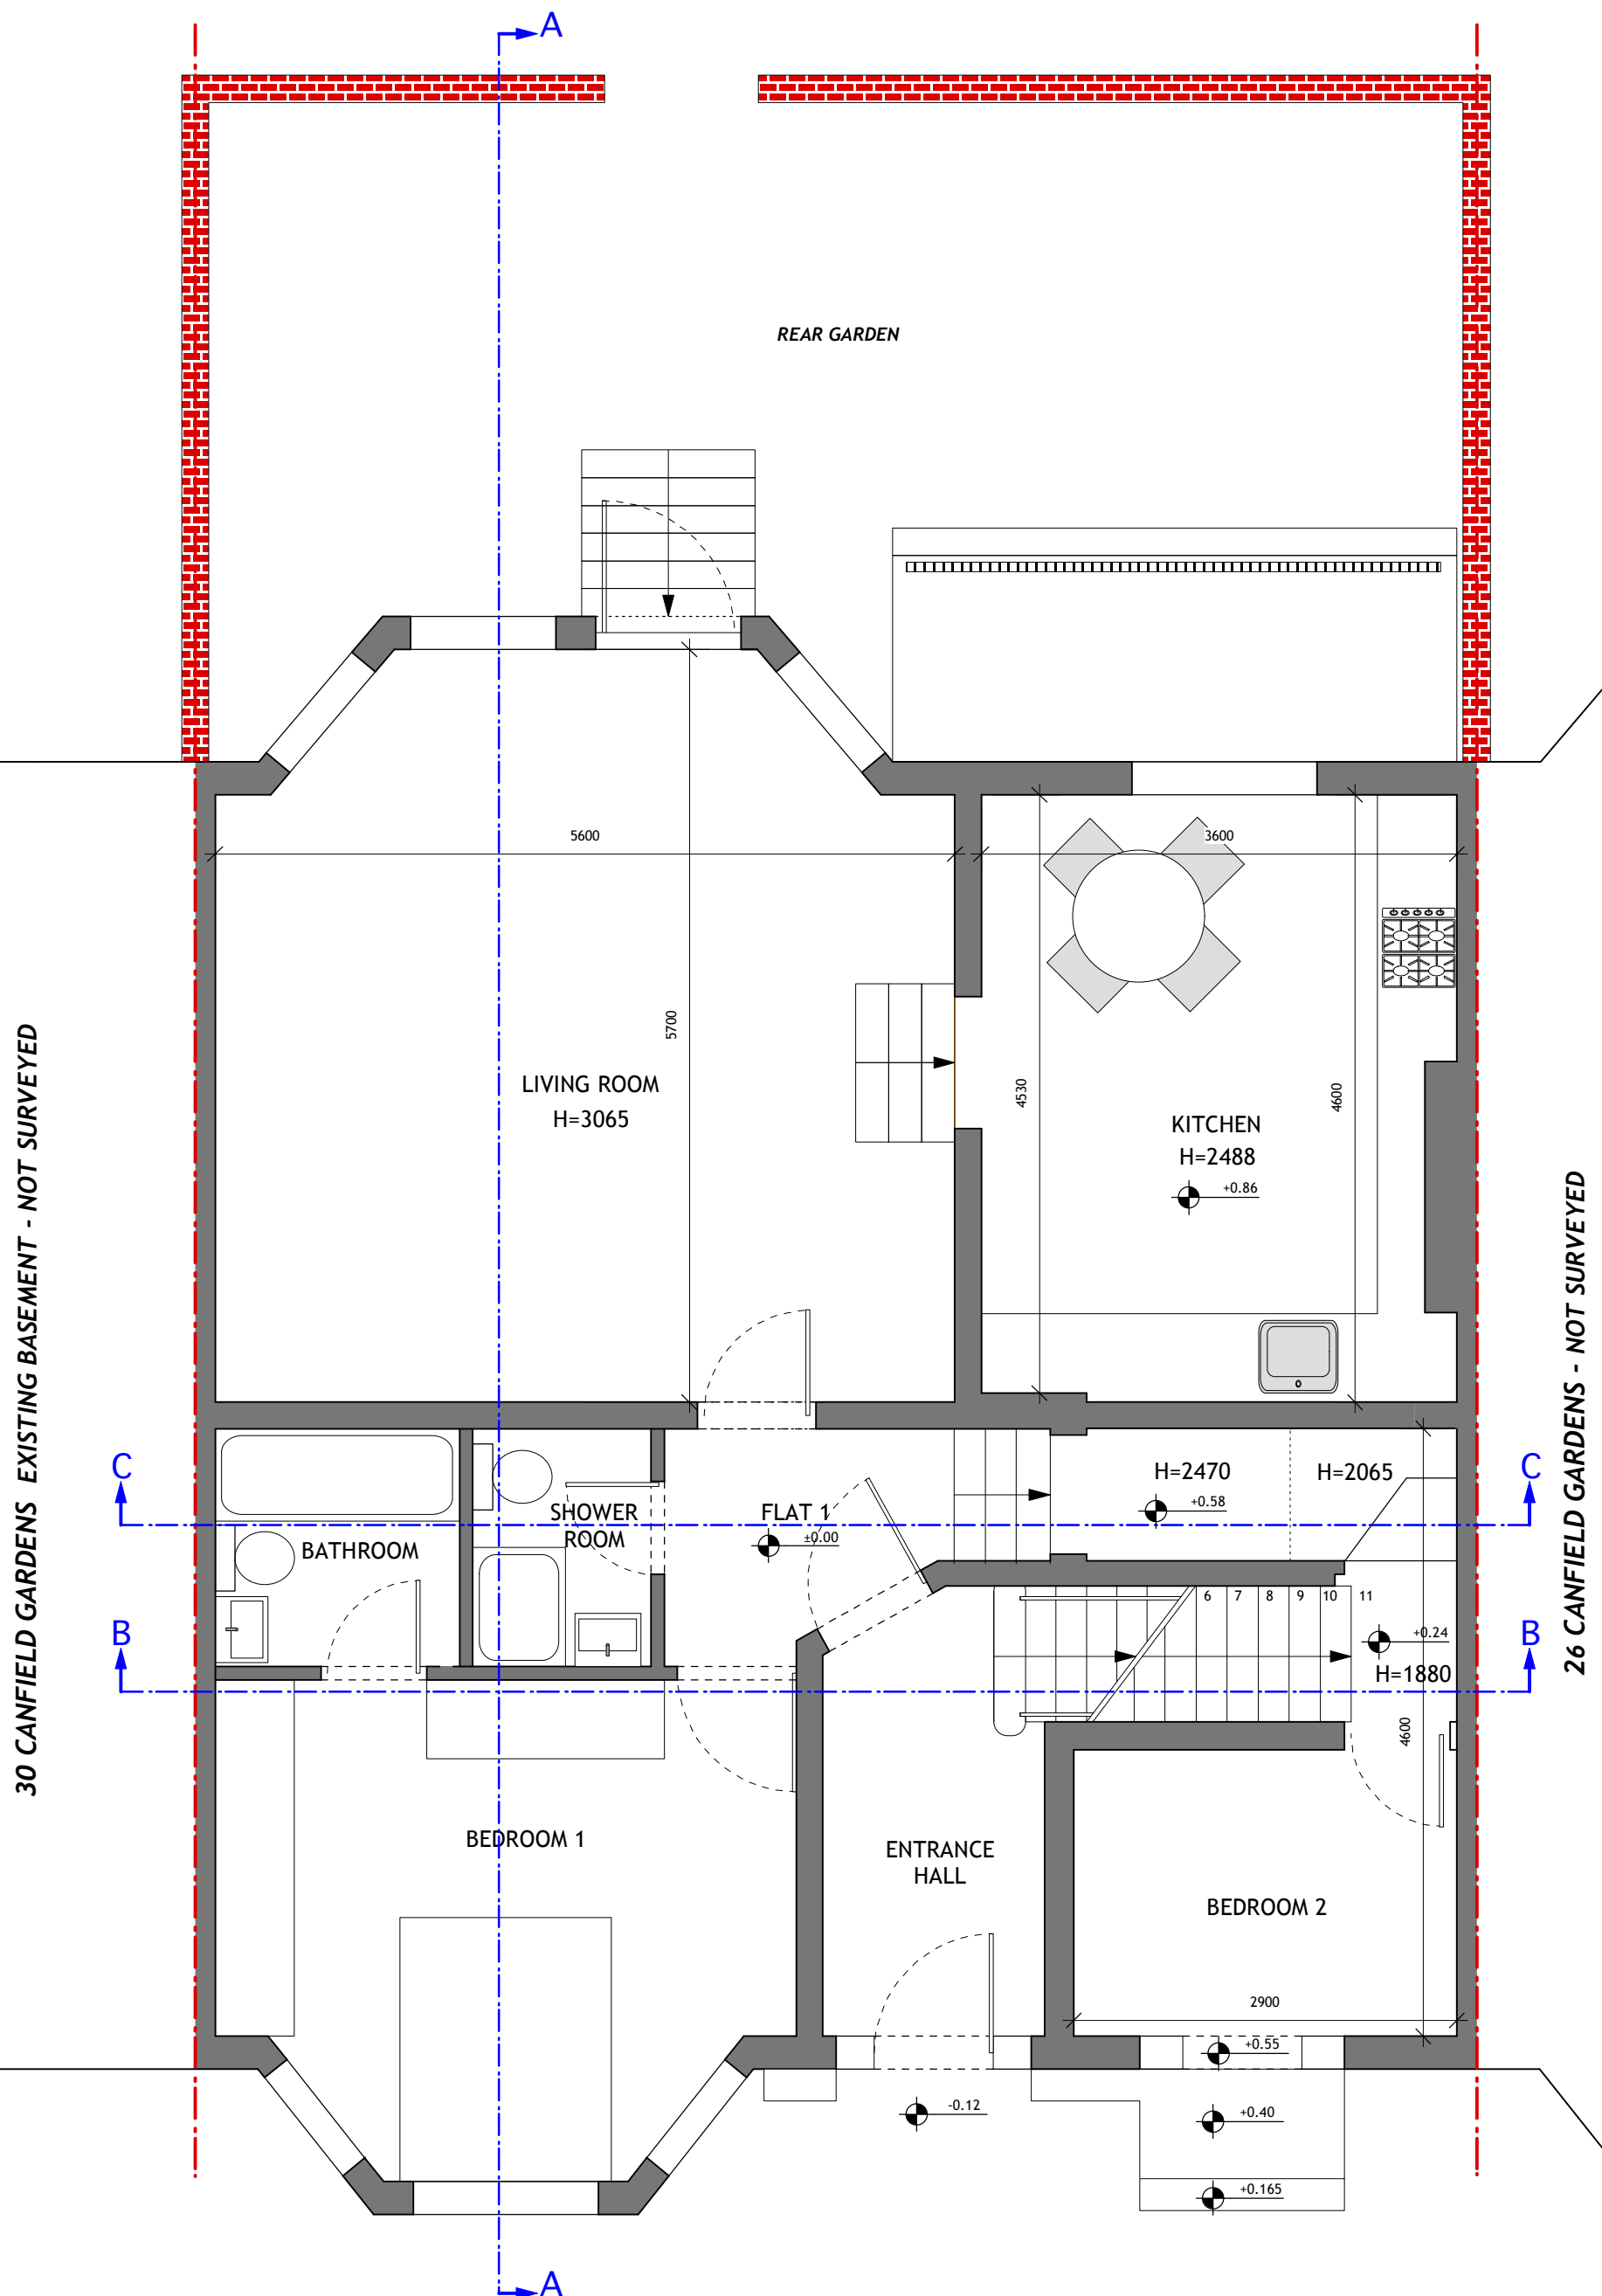 A
REAR GARDEN
5600
3600
5700
4530
4600
LIVING ROOM
H=3065
KITCHEN
H=2488
+0.86
30 CANFIELD GARDENS EXISTING BASEMENT - NOT SURVEYED
26 CANFIELD GARDENS - NOT SURVEYED
C
C
H=2470
H=2065
+0.58
SHOWER
ROOM
FLAT 1
±0.00
BATHROOM
6 7 8 9 10 11
B
B
+0.24
H=1880
4600
BEDROOM 1
ENTRANCE
HALL
BEDROOM 2
2900
+0.55
-0.12
+0.40
+0.165
A